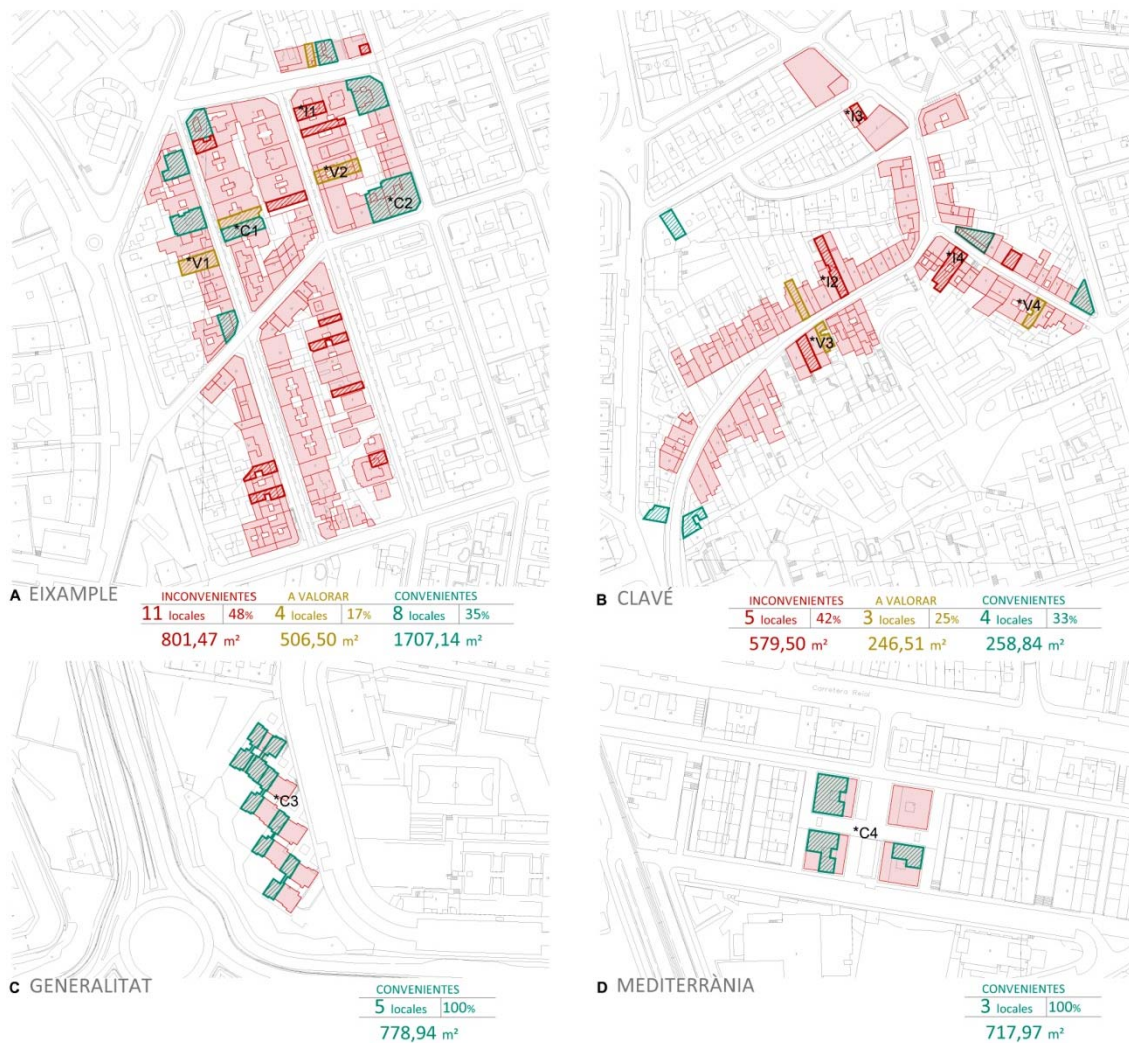 *I1
*V2
*C2
*C1
*V1
*I3
*I4
*I2
*V4
*V3
A EIXAMPLE
INCONVENIENTES A VALORAR CONVENIENTES
11 locales 48% 4 locales 17% 8 locales 35%
801,47 m² 506,50 m² 1707,14 m²
B CLAVÉ
INCONVENIENTES A VALORAR CONVENIENTES
5 locales 42% 3 locales 25% 4 locales 33%
579,50 m² 246,51 m² 258,84 m²
*C3
Carretera Reial
*C4
C GENERALITAT
CONVENIENTES
5 locales 100%
778,94 m²
D MEDITERRÀNIA
CONVENIENTES
3 locales 100%
717,97 m²